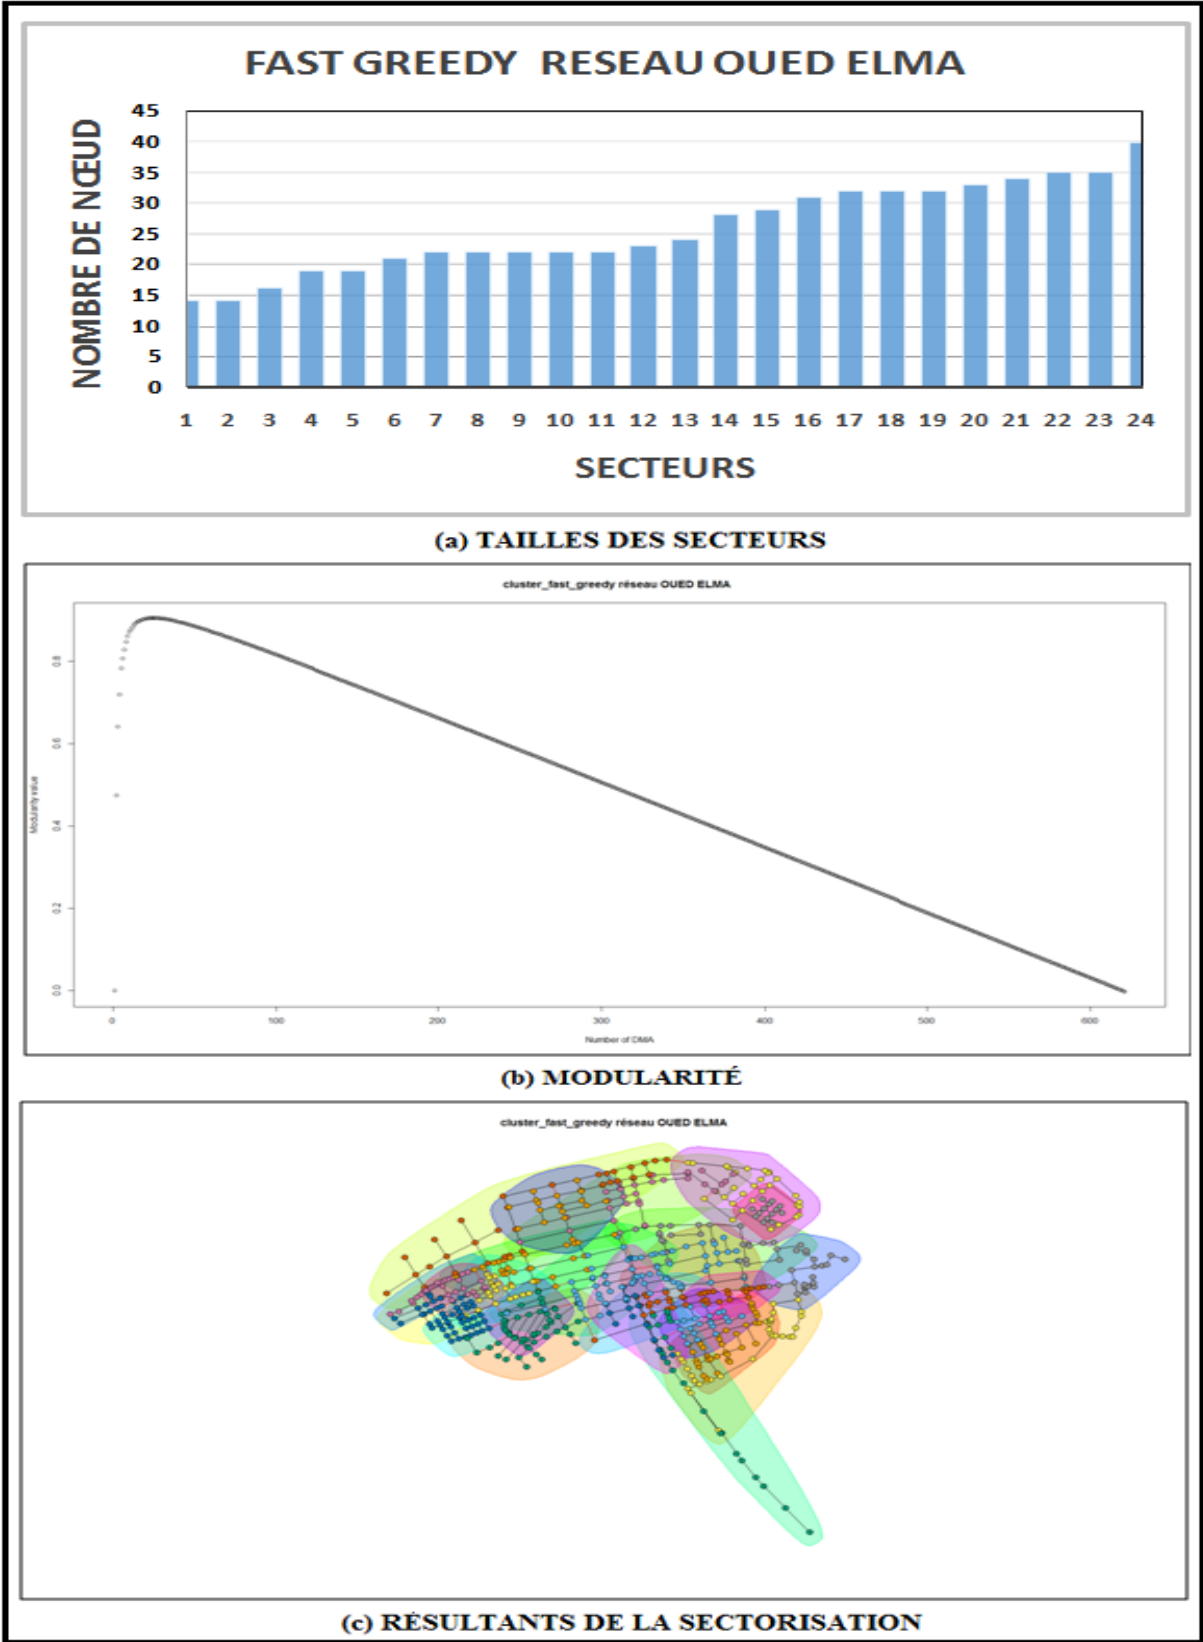 FAST GREEDY RESEAU OUED ELMA
NOMBRE DE NŒUD
45
40
35
30
25
20
15
10
5
0
1 2 3 4 5 6 7 8 9 10 11 12 13 14 15 16 17 18 19 20 21 22 23 24
SECTEURS
(a) TAILLES DES SECTEURS
cluster_fast_greedy réseau OUED ELMA
Modularity value
0.8
0.6
0.4
0.2
0.0
0 100 200 300 400 500 600
Number of DMA
(b) MODULARITÉ
cluster_fast_greedy réseau OUED ELMA
(c) RÉSULTANTS DE LA SECTORISATION